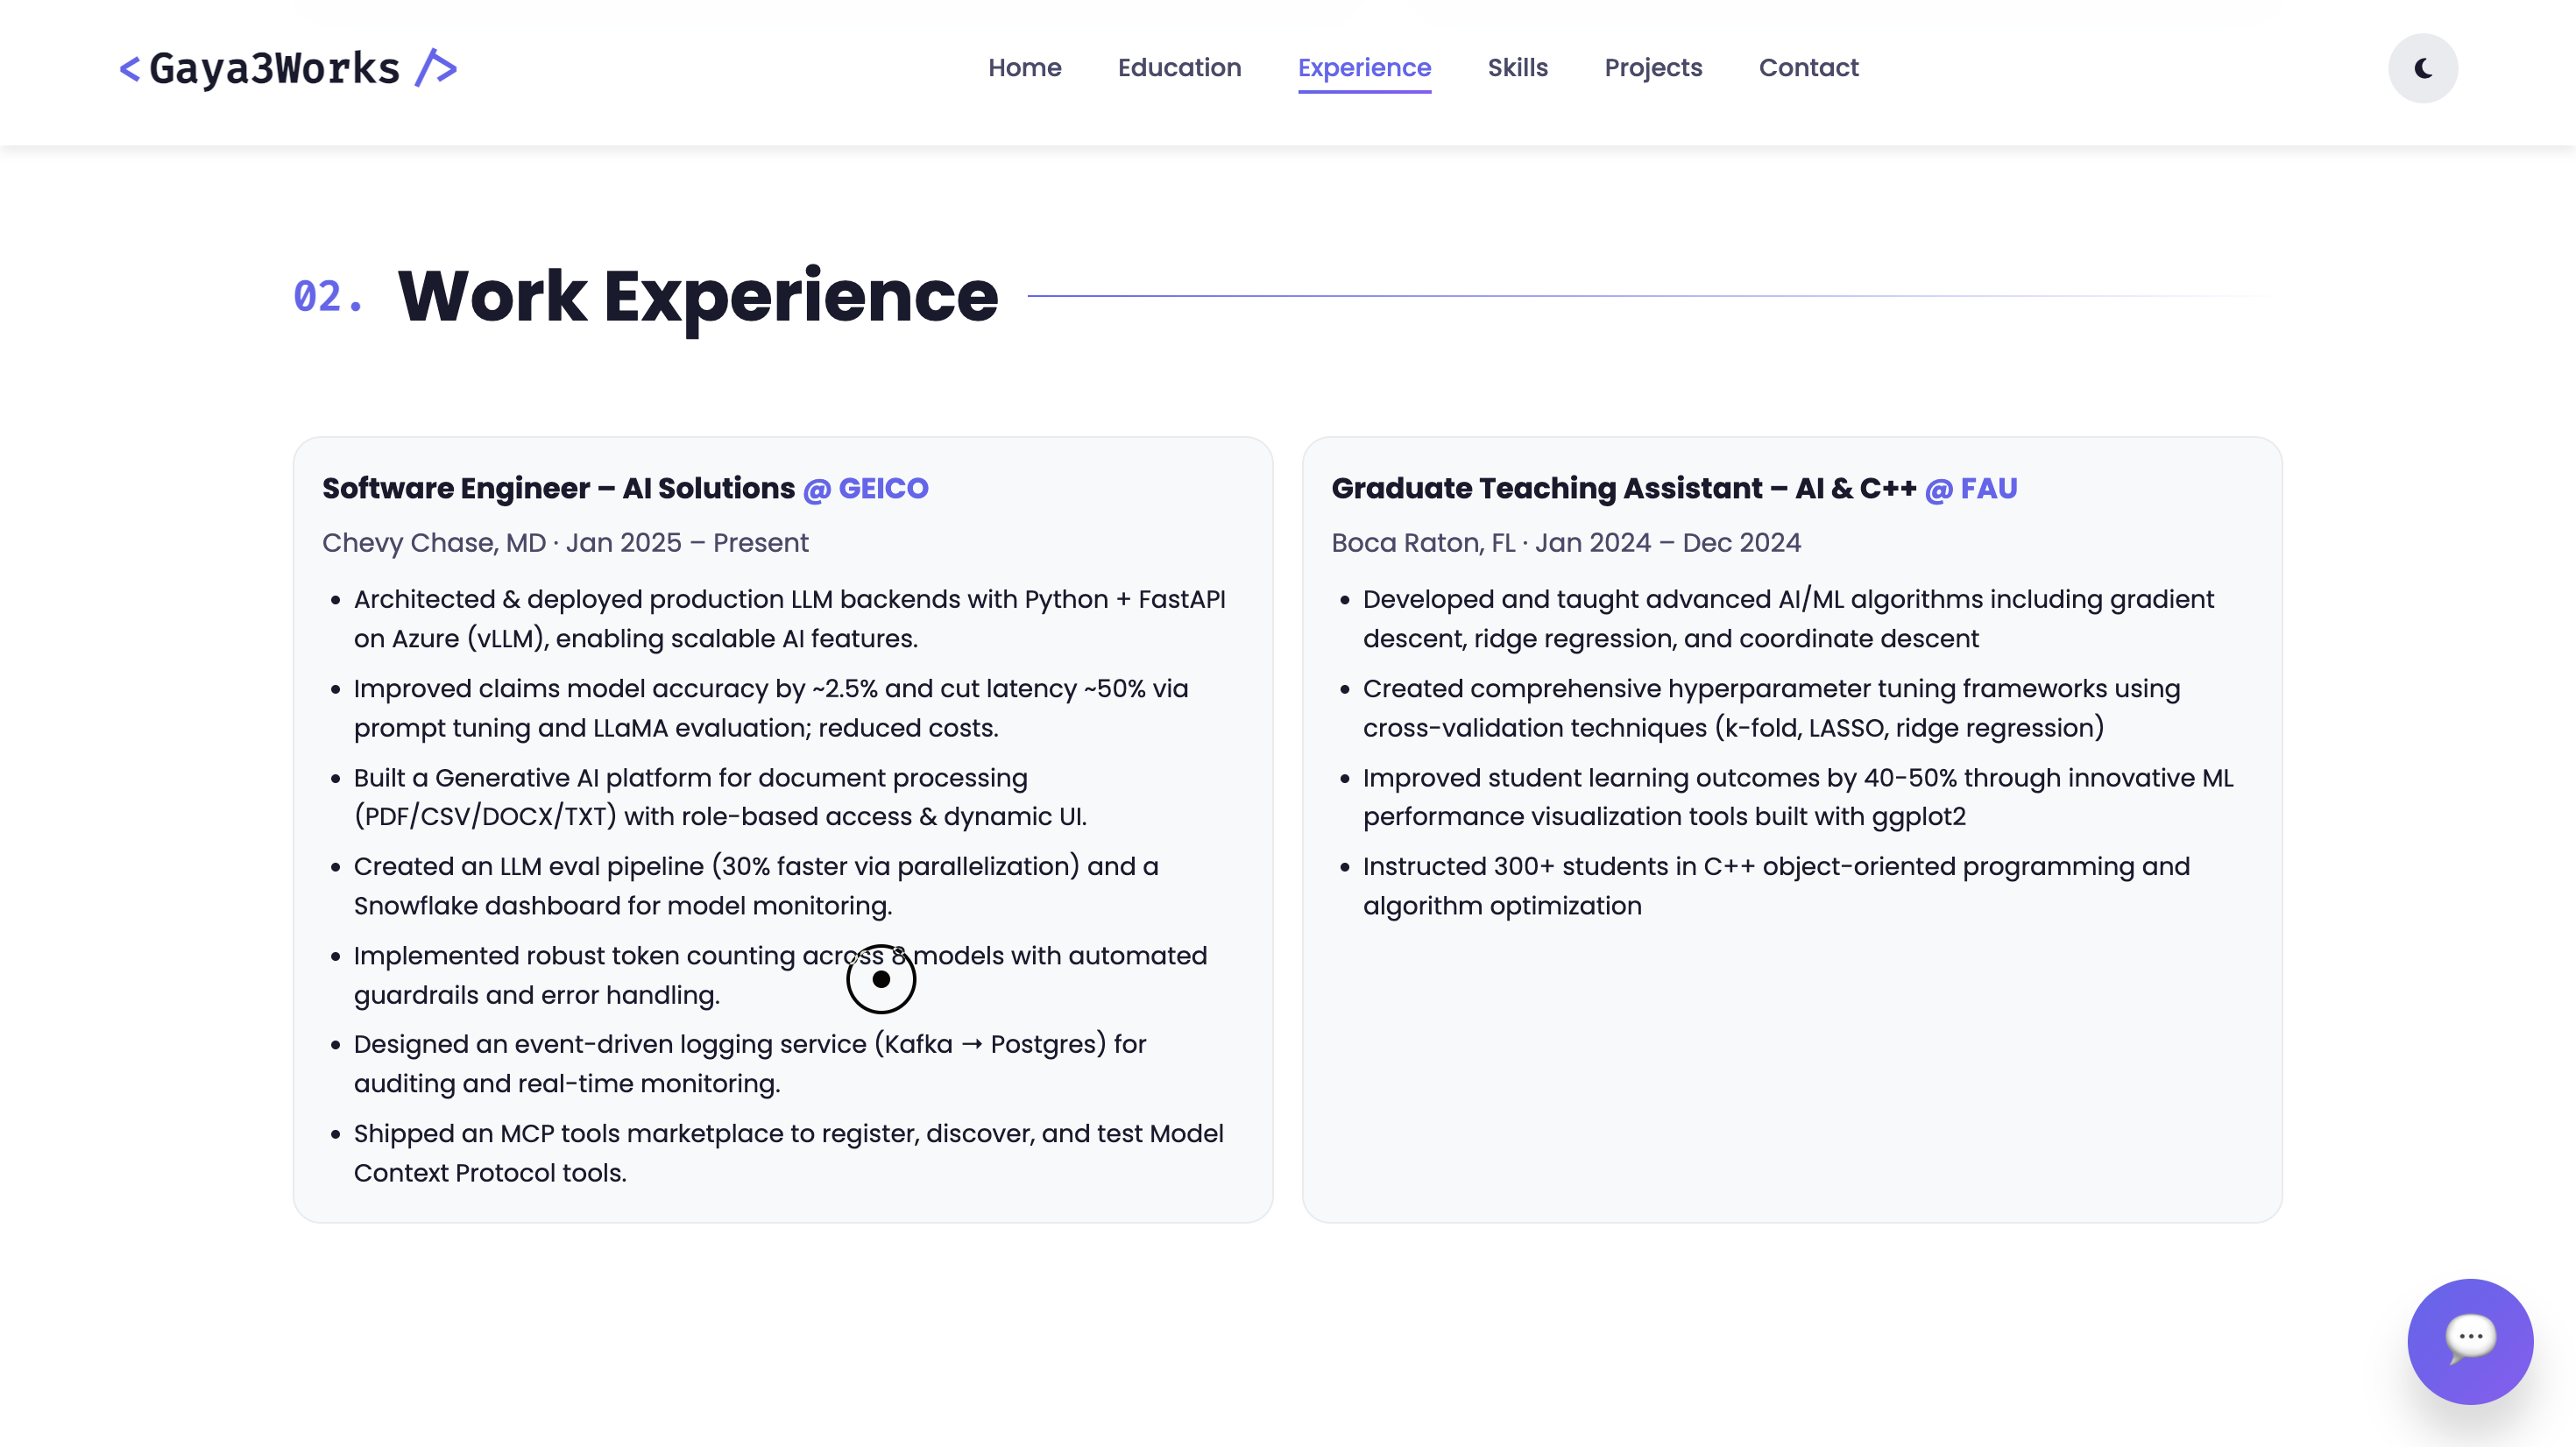 <Gaya3Works />
Home Education Experience Skills Projects Contact
02. Work Experience
Software Engineer – AI Solutions @ GEICO
Chevy Chase, MD · Jan 2025 – Present
• Architected & deployed production LLM backends with Python + FastAPI
on Azure (vLLM), enabling scalable AI features.
• Improved claims model accuracy by ~2.5% and cut latency ~50% via
prompt tuning and LLaMA evaluation; reduced costs.
• Built a Generative AI platform for document processing
(PDF/CSV/DOCX/TXT) with role-based access & dynamic UI.
• Created an LLM eval pipeline (30% faster via parallelization) and a
Snowflake dashboard for model monitoring.
• Implemented robust token counting across 8 models with automated
guardrails and error handling.
• Designed an event-driven logging service (Kafka → Postgres) for
auditing and real-time monitoring.
• Shipped an MCP tools marketplace to register, discover, and test Model
Context Protocol tools.
Graduate Teaching Assistant – AI & C++ @ FAU
Boca Raton, FL · Jan 2024 – Dec 2024
• Developed and taught advanced AI/ML algorithms including gradient
descent, ridge regression, and coordinate descent
• Created comprehensive hyperparameter tuning frameworks using
cross-validation techniques (k-fold, LASSO, ridge regression)
• Improved student learning outcomes by 40-50% through innovative ML
performance visualization tools built with ggplot2
• Instructed 300+ students in C++ object-oriented programming and
algorithm optimization